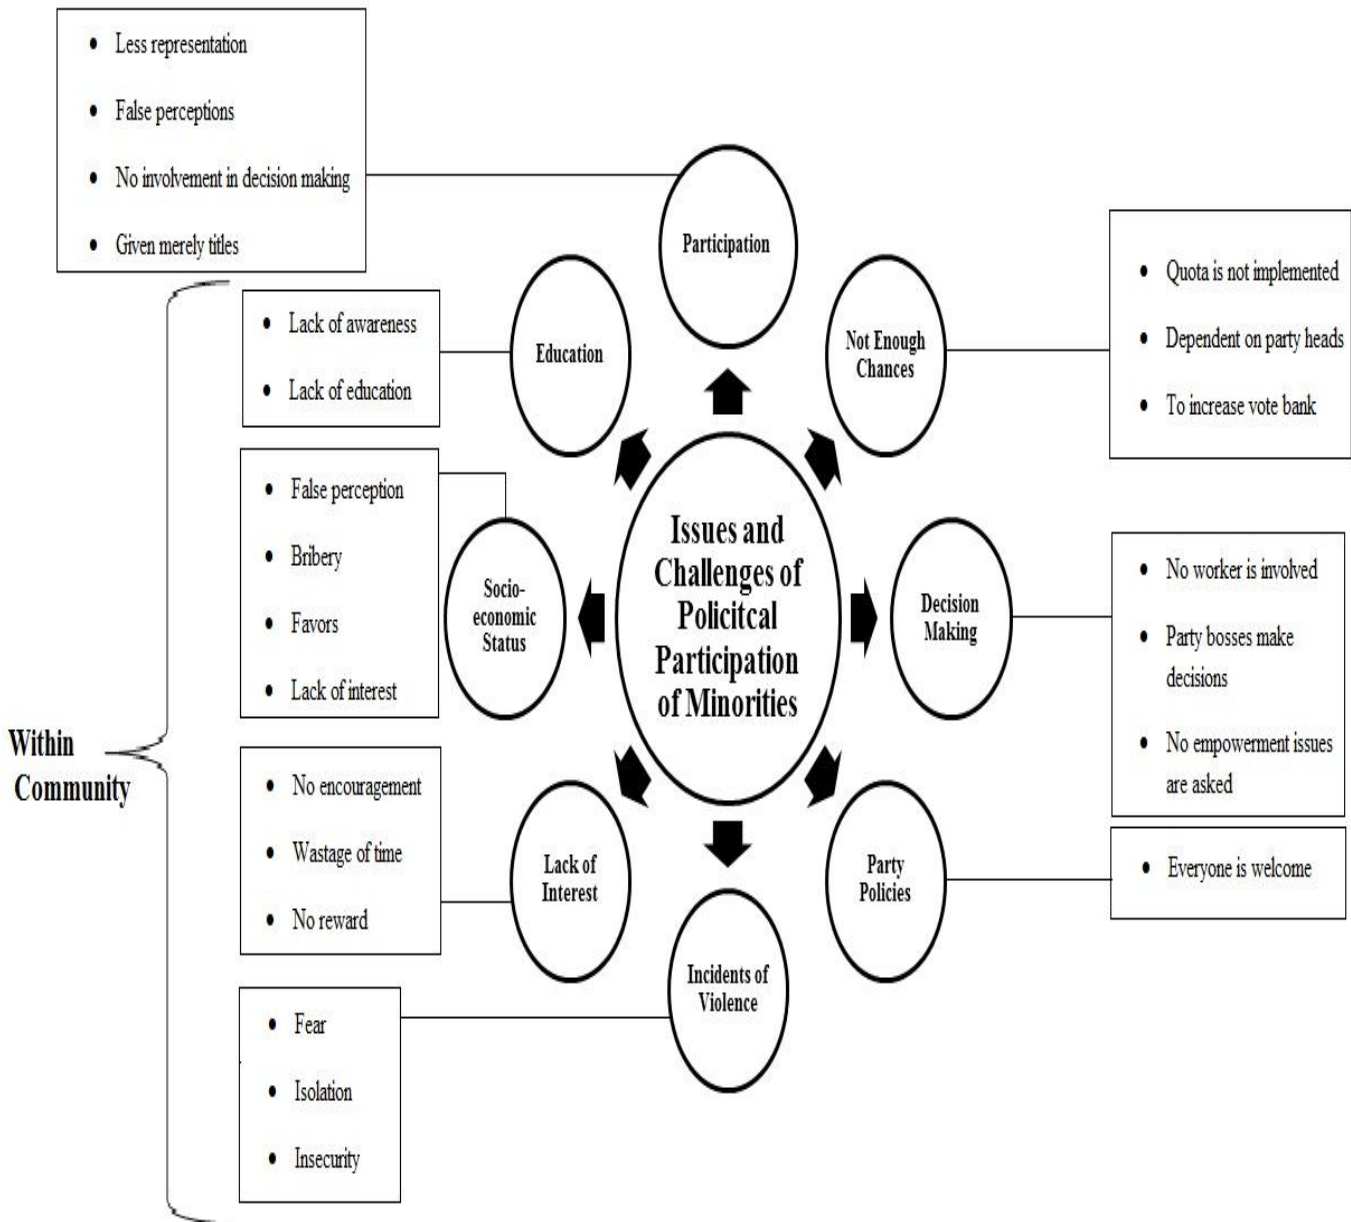 Less representation
False perceptions
No involvement in decision making
Given merely titles
Participation
Quota is not implemented
Dependent on party heads
To increase vote bank
Not Enough
Chances
Lack of awareness
Lack of education
Education
False perception
Bribery
Favors
Lack of interest
Socio-
economic
Status
Issues and
Challenges of
Policitcal
Participation
of Minorities
Decision
Making
No worker is involved
Party bosses make
decisions
No empowerment issues
are asked
Within
Community
No encouragement
Wastage of time
No reward
Lack of
Interest
Party
Policies
Everyone is welcome
Incidents of
Violence
Fear
Isolation
Insecurity